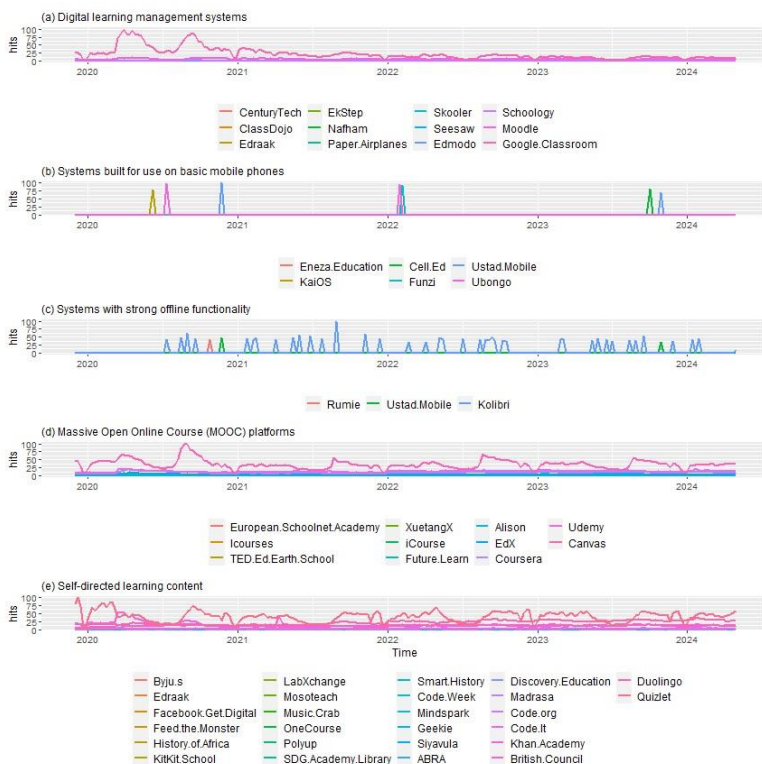 (a) Digital learning management systems
100
75
50
25
0
hits
2020 2021 2022 2023 2024
CenturyTech EkStep Skooler Schoology
ClassDojo Nafham Seesaw Moodle
Edraak Paper.Airplanes Edmodo Google.Classroom
(b) Systems built for use on basic mobile phones
100
75
50
25
0
hits
2020 2021 2022 2023 2024
Eneza.Education Cell.Ed Ustad.Mobile
KaiOS Funzi Ubongo
(c) Systems with strong offline functionality
100
75
50
25
0
hits
2020 2021 2022 2023 2024
Rumie Ustad.Mobile Kolibri
(d) Massive Open Online Course (MOOC) platforms
100
75
50
25
0
hits
2020 2021 2022 2023 2024
European.Schoolnet.Academy XuetangX Alison Udemy
Icourses iCourse EdX Canvas
TED.Ed.Earth.School Future.Learn Coursera
(e) Self-directed learning content
100
75
50
25
0
hits
2020 2021 2022 2023 2024
Time
Byju.s LabXchange Smart.History Discovery.Education Duolingo
Edraak Mosoteach Code.Week Madrasa Quizlet
Facebook.Get.Digital Music.Crab Mindspark Code.org
Feed.the.Monster OneCourse Geekie Code.It
History.of.Africa Polyup Siyavula Khan.Academy
KitKit.School SDG.Academy.Library ABRA British.Council